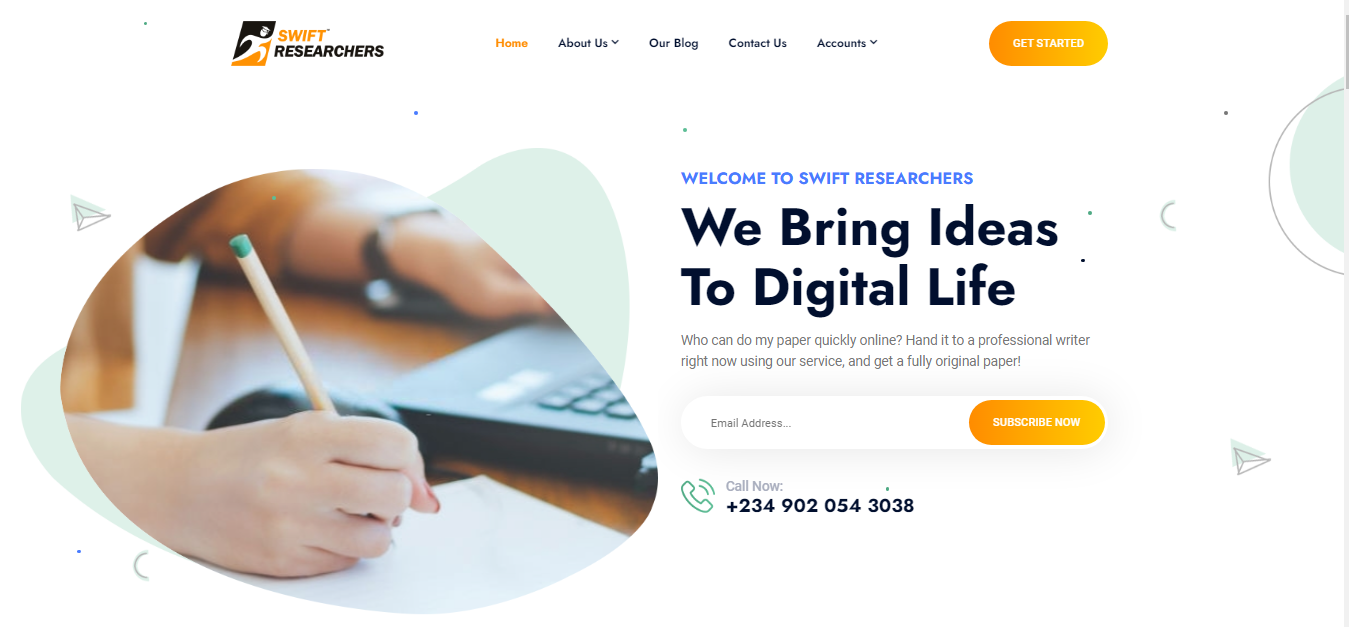 SWIFT
RESEARCHERS
Home
About Us
Our Blog
Contact Us
Accounts
GET STARTED
WELCOME TO SWIFT RESEARCHERS
We Bring Ideas
To Digital Life
Who can do my paper quickly online? Hand it to a professional writer
right now using our service, and get a fully original paper!
Email Address...
SUBSCRIBE NOW
Call Now:
+234 902 054 3038